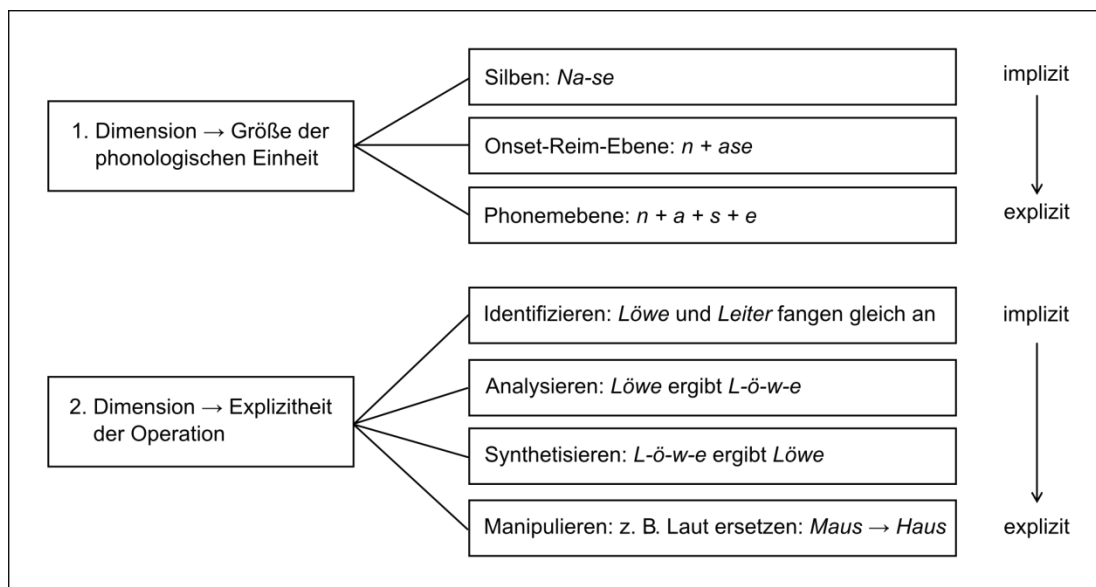 1. Dimension → Größe der
phonologischen Einheit
Silben: Na-se
Onset-Reim-Ebene: n + ase
Phonemebene: n + a + s + e
implizit
explizit
2. Dimension → Explizitheit
der Operation
Identifizieren: Löwe und Leiter fangen gleich an
Analysieren: Löwe ergibt L-ö-w-e
Synthetisieren: L-ö-w-e ergibt Löwe
Manipulieren: z. B. Laut ersetzen: Maus → Haus
implizit
explizit